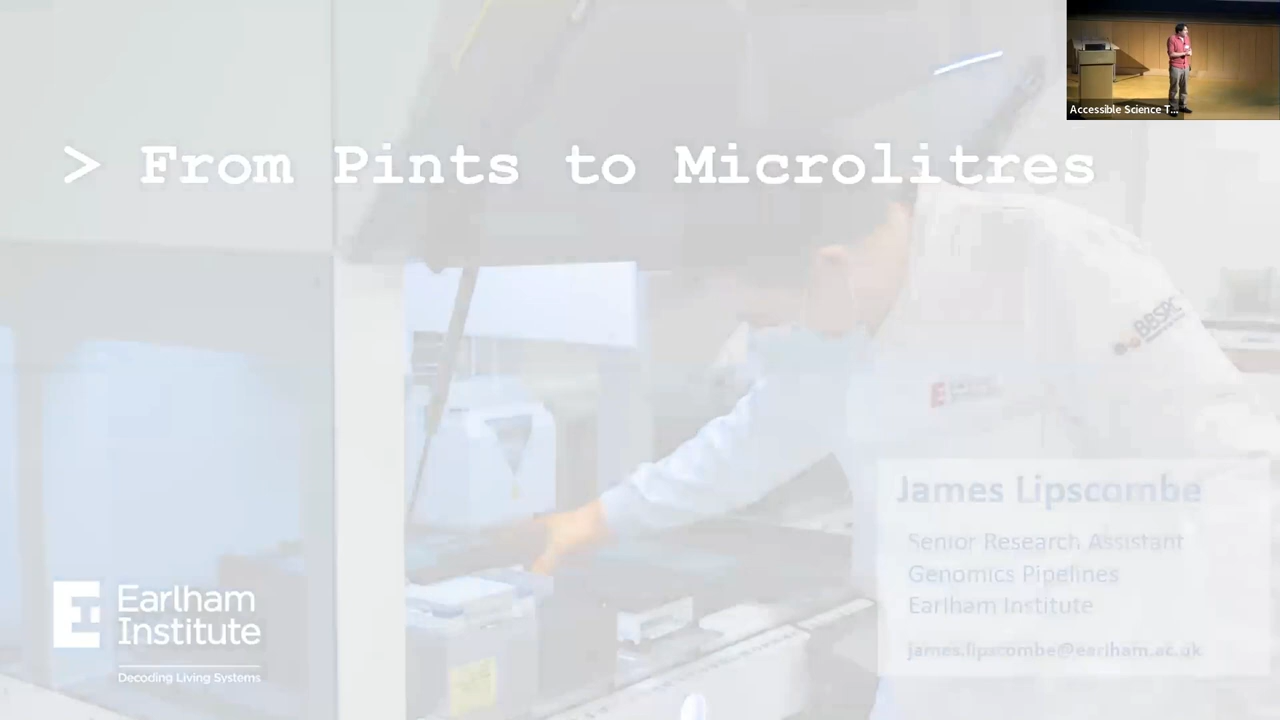 > From Pints to Microlitres
Accessible Science T...
BBSRC
James Lipscombe
Senior Research Assistant
Genomics Pipelines
Earlham Institute
james.lipscombe@earlham.ac.uk
Earlham
Institute
Decoding Living Systems